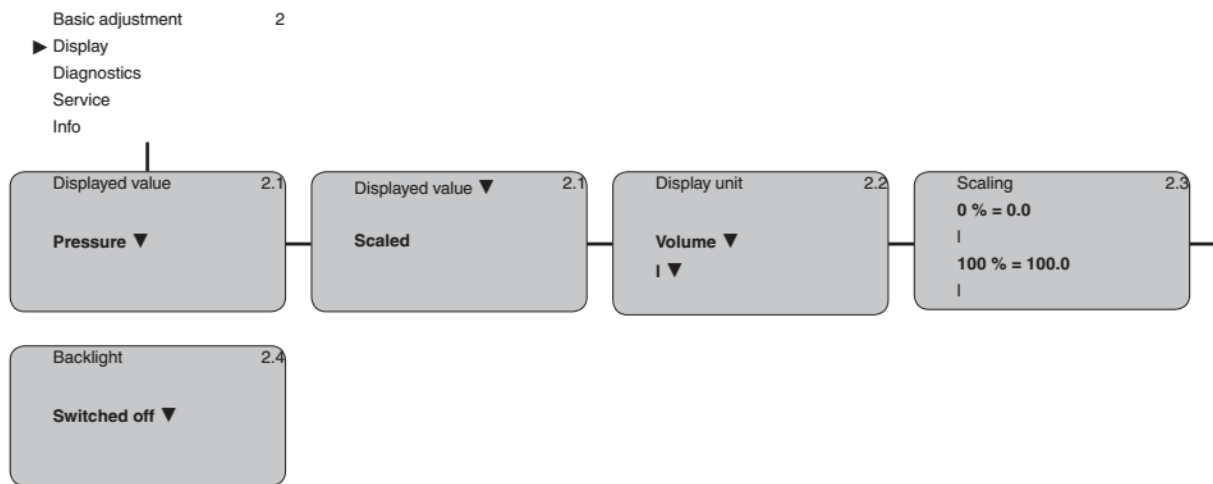 Basic adjustment 2
▶ Display
Diagnostics
Service
Info
Displayed value 2.1
Pressure ▼
Displayed value ▼ 2.1
Scaled
Display unit 2.2
Volume ▼
l ▼
Scaling 2.3
0 % = 0.0
l
100 % = 100.0
l
Backlight 2.4
Switched off ▼